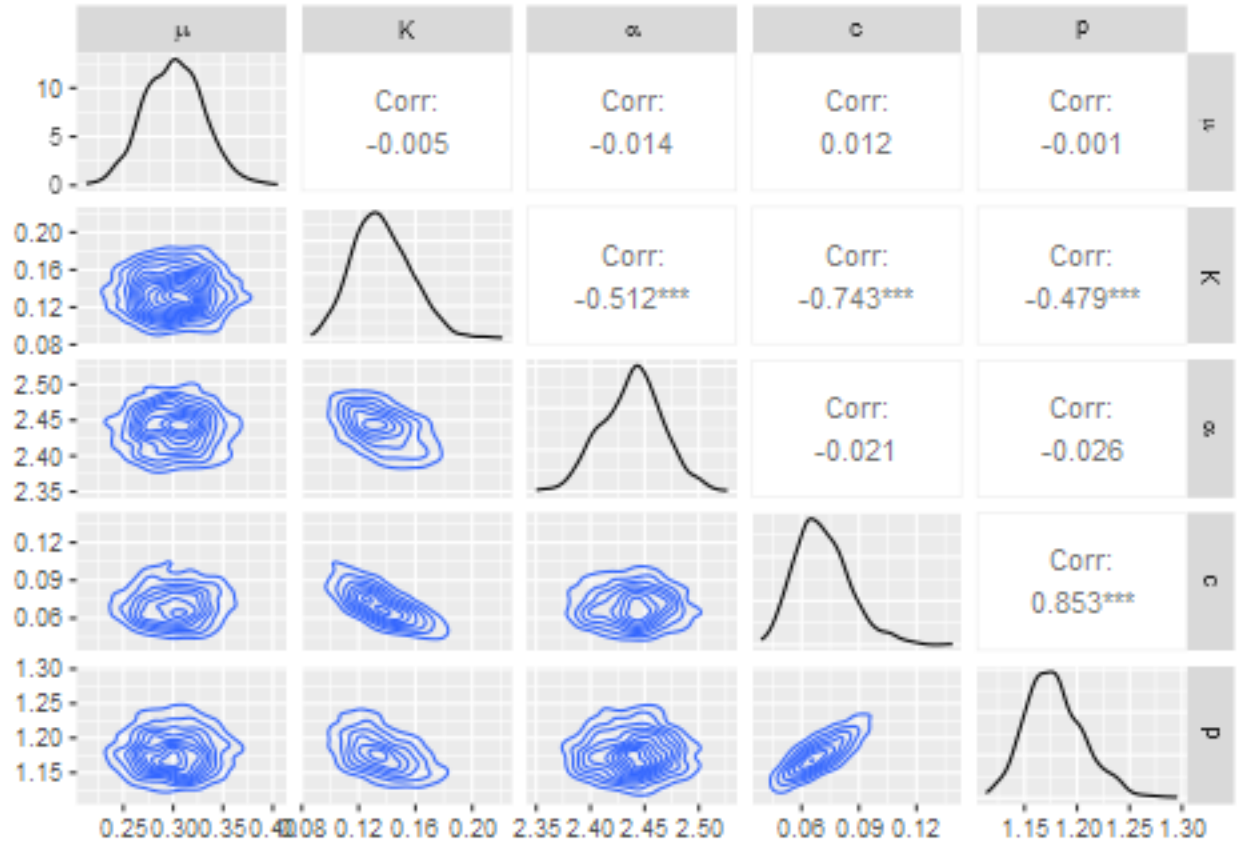 μ K α c p
10
5
0
Corr:
-0.005
Corr:
-0.014
Corr:
0.012
Corr:
-0.001
μ
0.20
0.16
0.12
0.08
Corr:
-0.512***
Corr:
-0.743***
Corr:
-0.479***
K
2.50
2.45
2.40
2.35
Corr:
-0.021
Corr:
-0.026
α
0.12
0.09
0.06
Corr:
0.853***
c
1.30
1.25
1.20
1.15
p
0.25 0.30 0.35 0.40 0.08 0.12 0.16 0.20 2.35 2.40 2.45 2.50 0.06 0.09 0.12 1.15 1.20 1.25 1.30